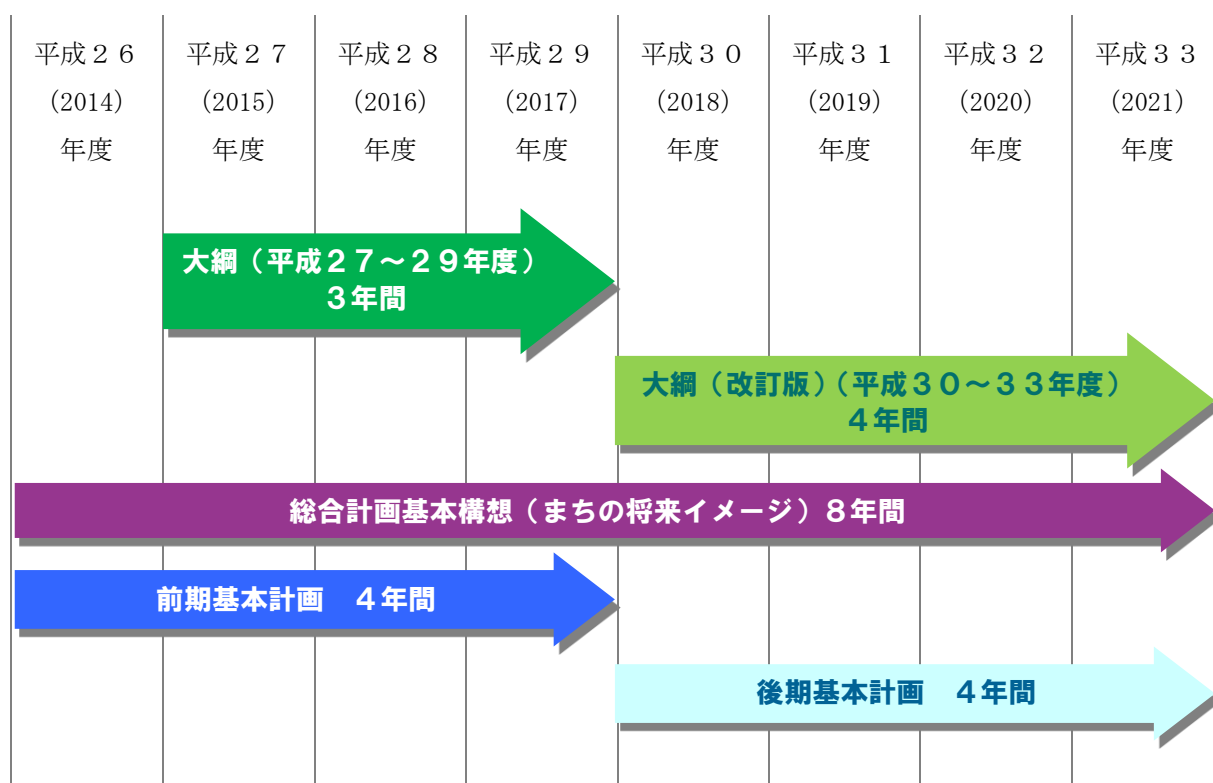 平成２６
(2014)
年度
平成２７
(2015)
年度
平成２８
(2016)
年度
平成２９
(2017)
年度
平成３０
(2018)
年度
平成３１
(2019)
年度
平成３２
(2020)
年度
平成３３
(2021)
年度
大綱（平成２７～２９年度）
３年間
大綱（改訂版）（平成３０～３３年度）
４年間
総合計画基本構想（まちの将来イメージ）８年間
前期基本計画　４年間
後期基本計画　４年間